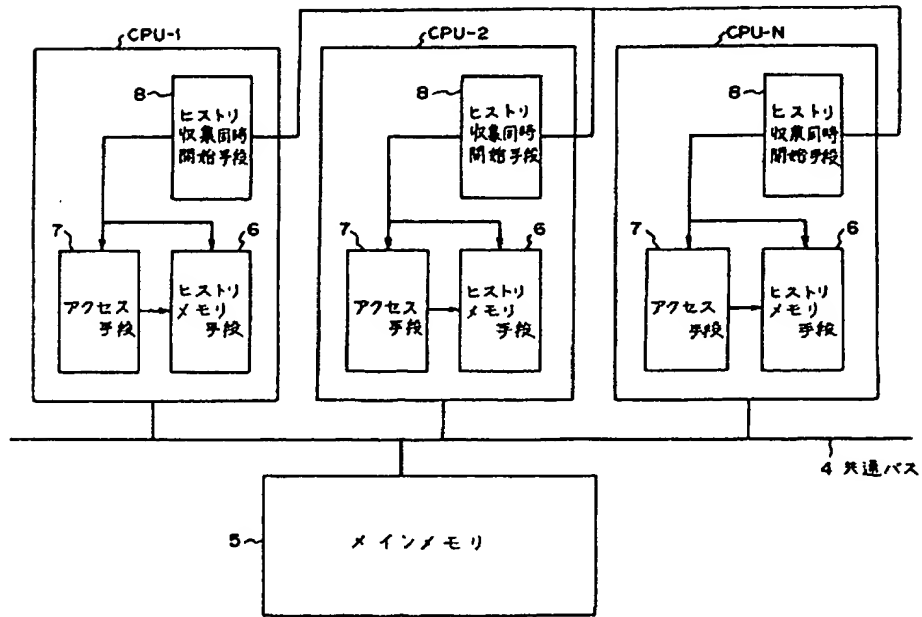 CPU-1
CPU-2
CPU-N
8
ヒストリ
収集同時
開始手段
8
ヒストリ
収集同時
開始手段
8
ヒストリ
収集同時
開始手段
7
6
アクセス
手段
ヒストリ
メモリ
手段
7
6
アクセス
手段
ヒストリ
メモリ
手段
7
6
アクセス
手段
ヒストリ
メモリ
手段
4 共通バス
5
メインメモリ